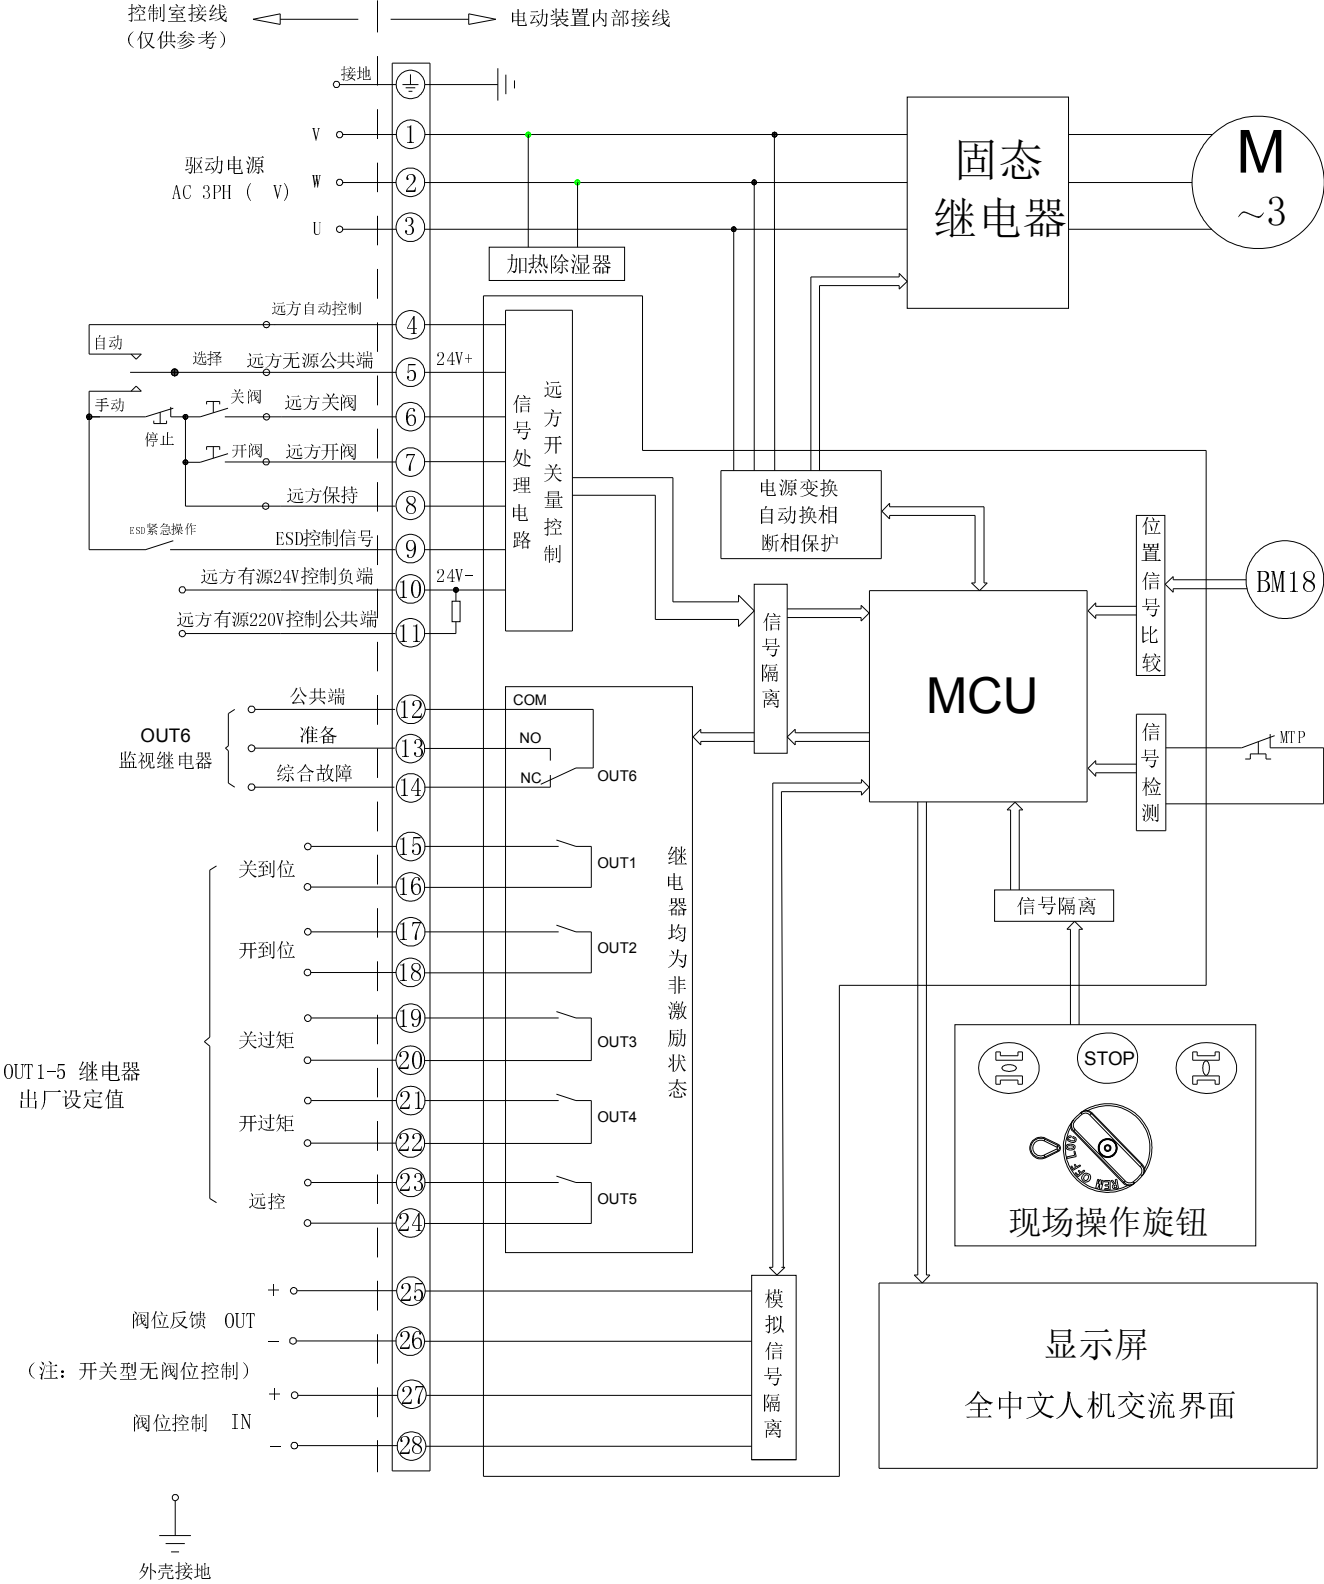 控制室接线
（仅供参考）
电动装置内部接线
接地
V
①
驱动电源
AC 3PH（ V）
W
②
U
③
固态
继电器
M
~3
加热除湿器
远方自动控制
④
自动
选择
远方无源公共端
⑤
24V+
手动
停止
关阀
远方关阀
⑥
开阀
远方开阀
⑦
远方保持
⑧
ESD紧急操作
ESD控制信号
⑨
远方有源24V控制负端
⑩
24V-
远方有源220V控制公共端
⑪
信号处理电路
远方开关量控制
电源变换
自动换相
断相保护
信号隔离
MCU
位置信号比较
BM18
信号检测
MTP
信号隔离
OUT6
监视继电器
公共端
⑫
COM
准备
⑬
NO
综合故障
⑭
NC
OUT6
继电器均为非激励状态
OUT1-5 继电器
出厂设定值
关到位
⑮
⑯
OUT1
开到位
⑰
⑱
OUT2
关过矩
⑲
⑳
OUT3
开过矩
㉑
㉒
OUT4
远控
㉓
㉔
OUT5
STOP
LOC OFF REM
现场操作旋钮
+
㉕
阀位反馈 OUT
-
㉖
（注：开关型无阀位控制）
+
㉗
阀位控制 IN
-
㉘
模拟信号隔离
显示屏
全中文人机交流界面
外壳接地